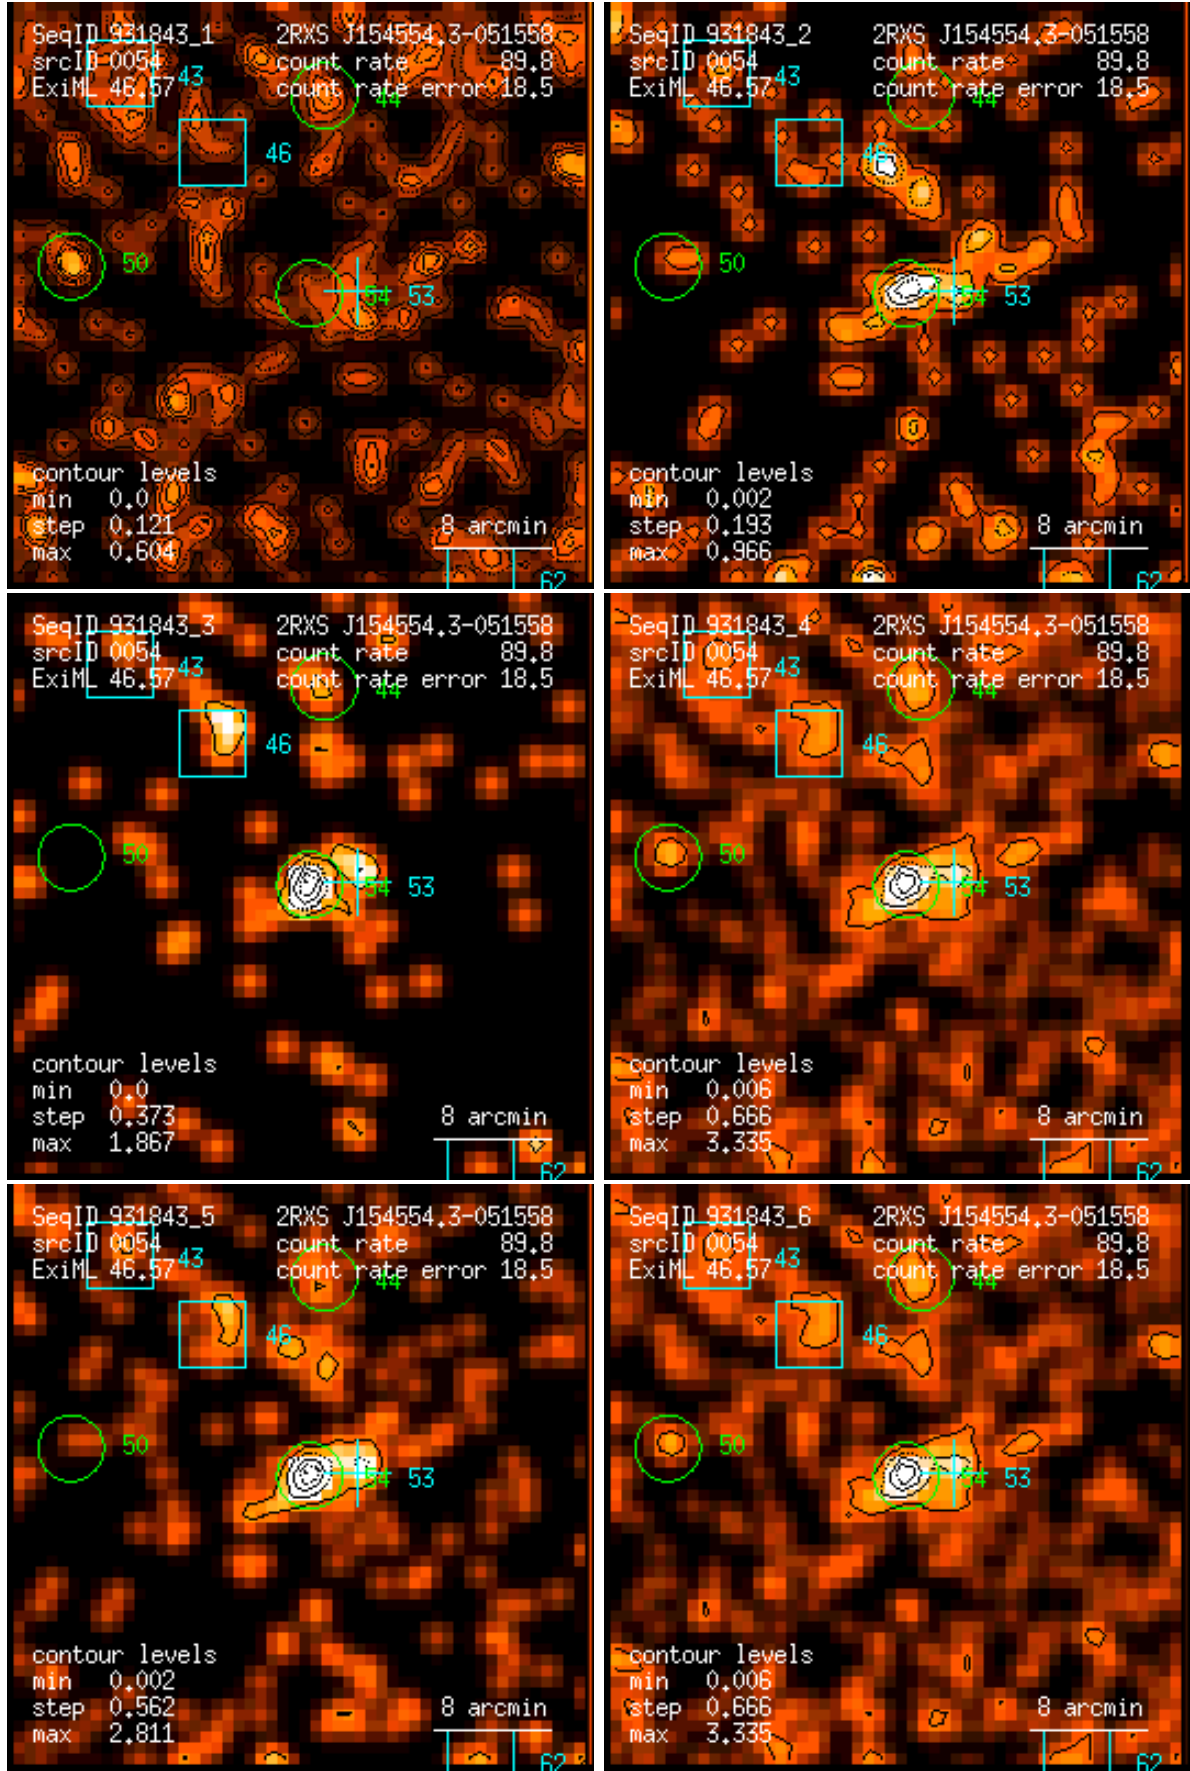 SeqID 931843_1 2RXS J154554.3-051558
srcID 0054 count rate 89.8
ExiML 46.57 count rate error 18.5
43
44
46
50
54 53
contour levels
min 0.0
step 0.121
max 0.604
8 arcmin
62
SeqID 931843_2 2RXS J154554.3-051558
srcID 0054 count rate 89.8
ExiML 46.57 count rate error 18.5
43
44
46
50
54 53
contour levels
min 0.002
step 0.193
max 0.966
8 arcmin
62
SeqID 931843_3 2RXS J154554.3-051558
srcID 0054 count rate 89.8
ExiML 46.57 count rate error 18.5
43
44
46
50
54 53
contour levels
min 0.0
step 0.373
max 1.867
8 arcmin
62
SeqID 931843_4 2RXS J154554.3-051558
srcID 0054 count rate 89.8
ExiML 46.57 count rate error 18.5
43
44
46
50
54 53
contour levels
min 0.006
step 0.666
max 3.335
8 arcmin
62
SeqID 931843_5 2RXS J154554.3-051558
srcID 0054 count rate 89.8
ExiML 46.57 count rate error 18.5
43
44
46
50
54 53
contour levels
min 0.002
step 0.562
max 2.811
8 arcmin
62
SeqID 931843_6 2RXS J154554.3-051558
srcID 0054 count rate 89.8
ExiML 46.57 count rate error 18.5
43
44
46
50
54 53
contour levels
min 0.006
step 0.666
max 3.335
8 arcmin
62